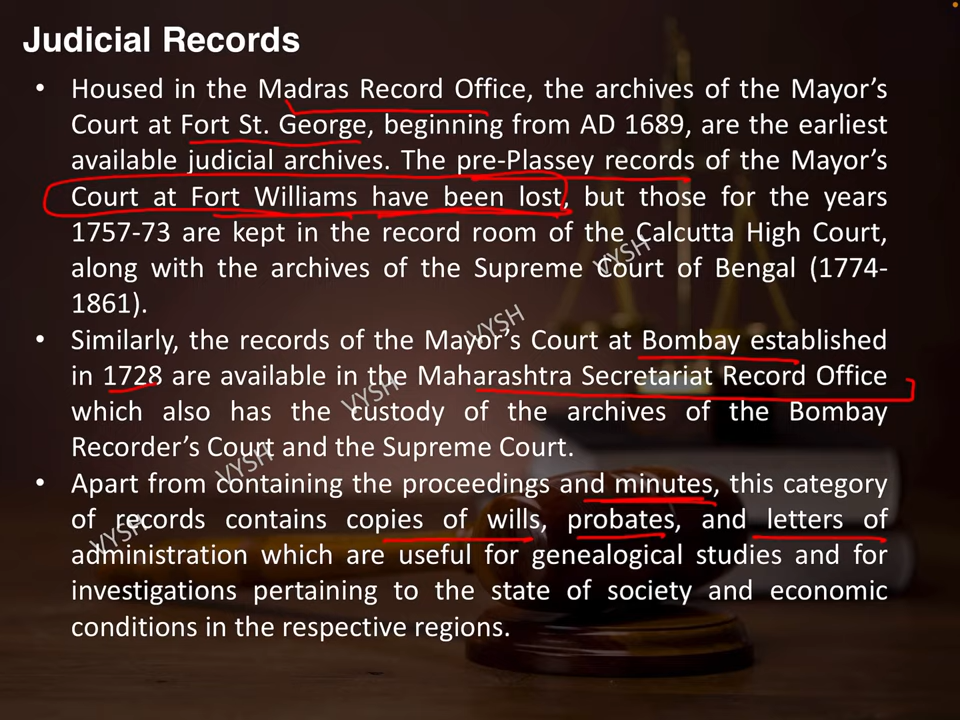 Judicial Records
• Housed in the Madras Record Office, the archives of the Mayor's
Court at Fort St. George, beginning from AD 1689, are the earliest
available judicial archives. The pre-Plassey records of the Mayor's
Court at Fort Williams have been lost, but those for the years
1757-73 are kept in the record room of the Calcutta High Court,
along with the archives of the Supreme Court of Bengal (1774-
1861).
• Similarly, the records of the Mayor's Court at Bombay established
in 1728 are available in the Maharashtra Secretariat Record Office
which also has the custody of the archives of the Bombay
Recorder's Court and the Supreme Court.
• Apart from containing the proceedings and minutes, this category
of records contains copies of wills, probates, and letters of
administration which are useful for genealogical studies and for
investigations pertaining to the state of society and economic
conditions in the respective regions.
VYSH
VYSH
VYSH
VYSH
VYSH